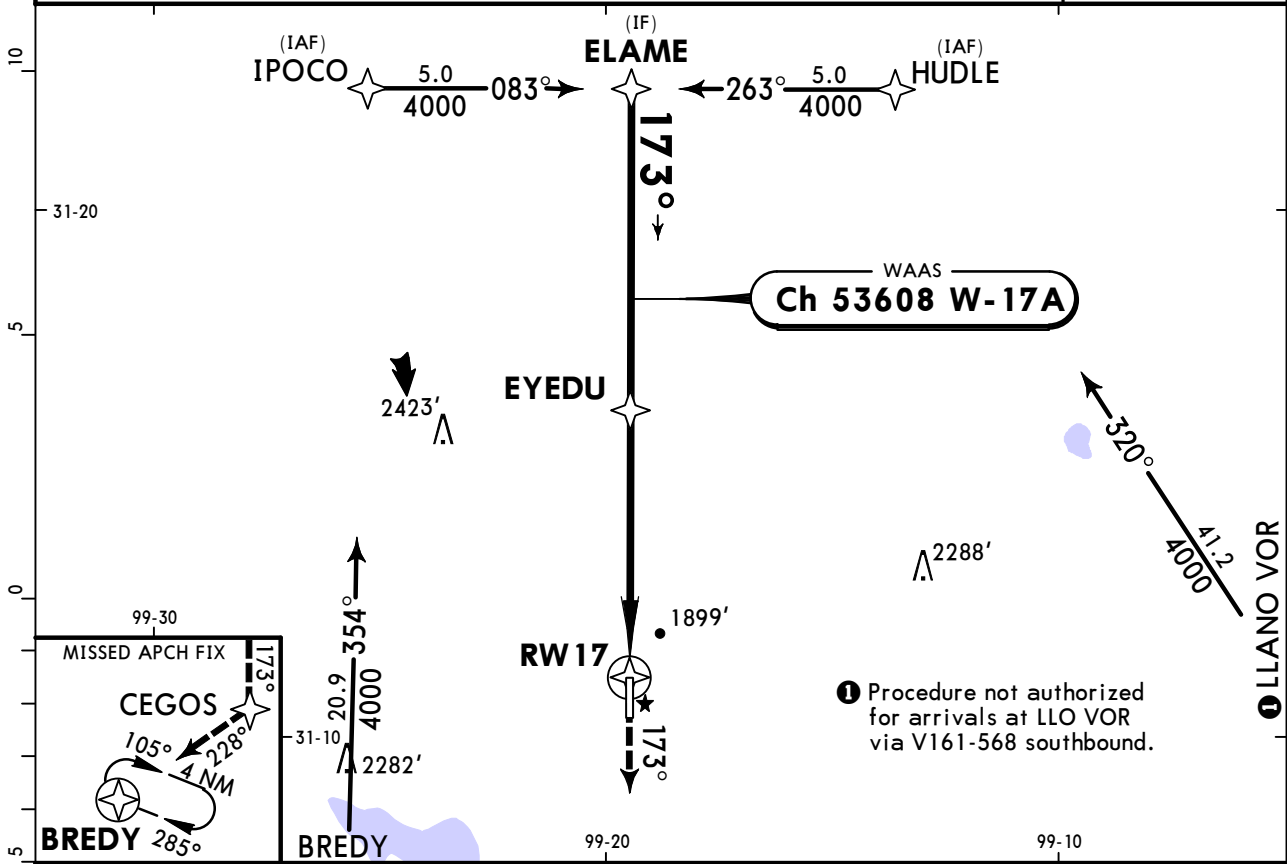 10
(IAF)
IPOCO
5.0
4000
083°
(IF)
ELAME
263°
5.0
4000
(IAF)
HUDLE
173°
31-20
WAAS
Ch 53608 W-17A
5
EYEDU
2423'
320°
41.2
4000
❶ LLANO VOR
2288'
0
99-30
354°
20.9
4000
1899'
RW17
MISSED APCH FIX
173°
CEGOS
228°
105°
4 NM
BREDY
285°
31-10
2282'
173°
❶ Procedure not authorized
for arrivals at LLO VOR
via V161-568 southbound.
BREDY
99-20
99-10
5